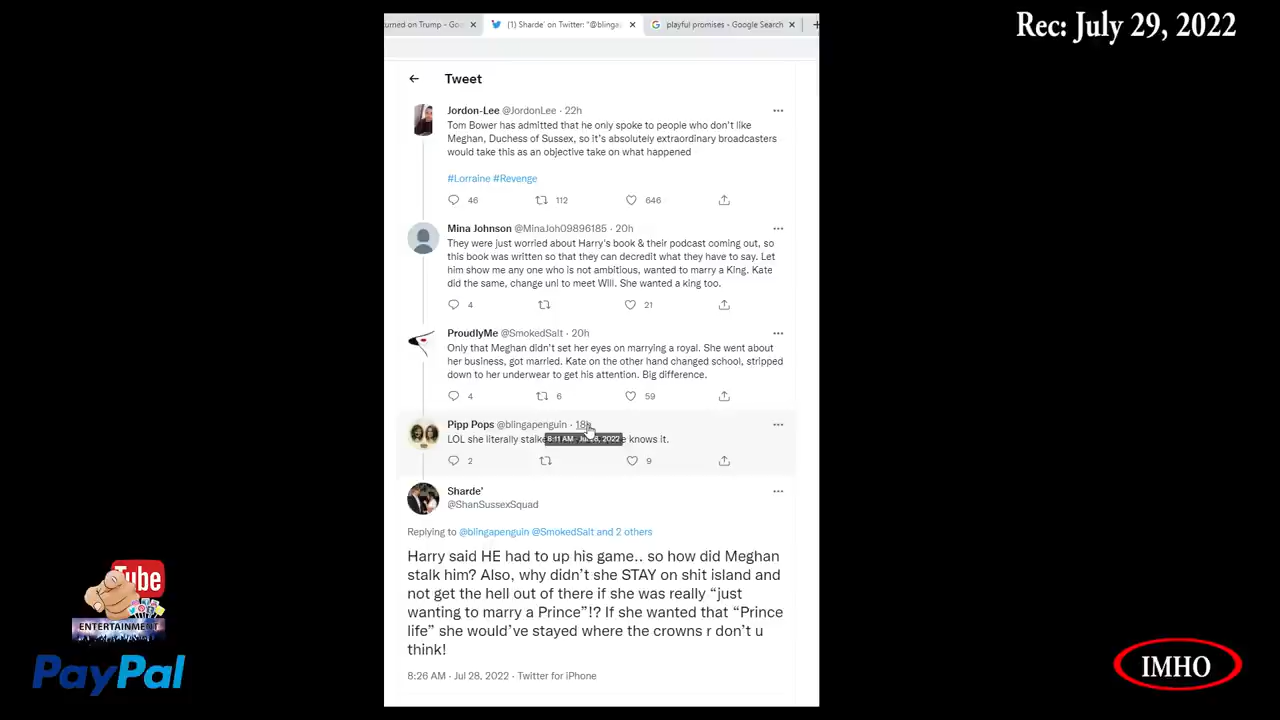 urned on Trump - Goo
(1) Sharde' on Twitter: "@blinga
playful promises - Google Search
Rec: July 29, 2022
Tweet
Jordon-Lee @JordonLee · 22h
Tom Bower has admitted that he only spoke to people who don't like
Meghan, Duchess of Sussex, so it's absolutely extraordinary broadcasters
would take this as an objective take on what happened
#Lorraine #Revenge
46 112 646
Mina Johnson @MinaJoh09896185 · 20h
They were just worried about Harry's book & their podcast coming out, so
this book was written so that they can decredit what they have to say. Let
him show me any one who is not ambitious, wanted to marry a King. Kate
did the same, change uni to meet Will. She wanted a king too.
4 21
ProudlyMe @SmokedSalt · 20h
Only that Meghan didn't set her eyes on marrying a royal. She went about
her business, got married. Kate on the other hand changed school, stripped
down to her underwear to get his attention. Big difference.
4 6 59
Pipp Pops @blingapenguin · 18h
LOL she literally stalke knows it.
8:11 AM · Jul 28, 2022
2 9
Sharde'
@ShanSussexSquad
Replying to @blingapenguin @SmokedSalt and 2 others
Harry said HE had to up his game.. so how did Meghan
stalk him? Also, why didn't she STAY on shit island and
not get the hell out of there if she was really "just
wanting to marry a Prince"!? If she wanted that "Prince
life" she would've stayed where the crowns r don't u
think!
8:26 AM · Jul 28, 2022 · Twitter for iPhone
Tube
ENTERTAINMENT
PayPal
IMHO